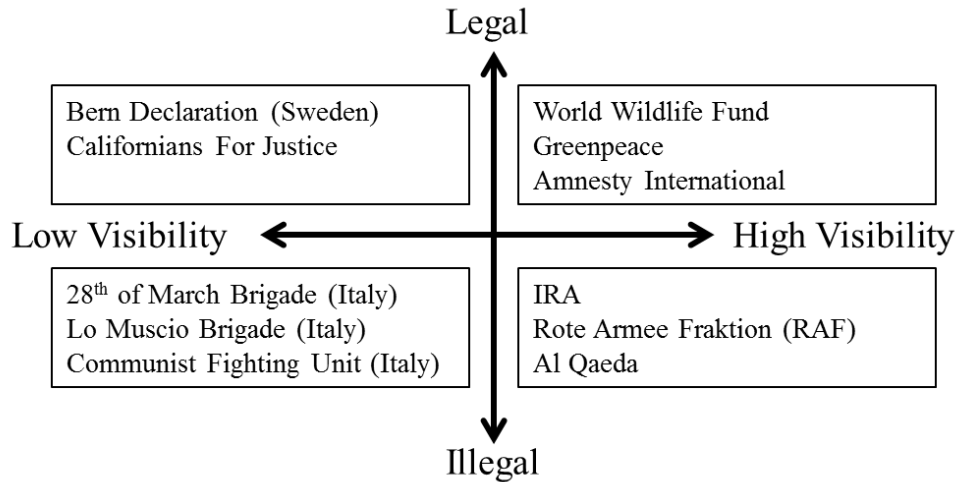 Legal
Bern Declaration (Sweden)
Californians For Justice
World Wildlife Fund
Greenpeace
Amnesty International
Low Visibility
High Visibility
28th of March Brigade (Italy)
Lo Muscio Brigade (Italy)
Communist Fighting Unit (Italy)
IRA
Rote Armee Fraktion (RAF)
Al Qaeda
Illegal